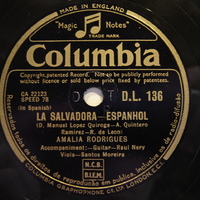 MADE IN ENGLAND
"Magic Notes"
TRADE MARK
Columbia
CA 22123
SPEED 78
(In Spanish)
Patented. Not to be publicly performed
without licence or sold below price fixed by patentees.
D.L. 136
LA SALVADORA — ESPANHOL
(D. Manuel Lopez Quiroga—A. Quintero
Ramirez—R. de Leon)
AMALIA RODRIGUES
Accompaniment:—Guitar—Raul Nery
Viola—Santos Moreira
N.C.B.
B.I.E.M.
COLUMBIA GRAPHOPHONE CO. LTD. LONDON